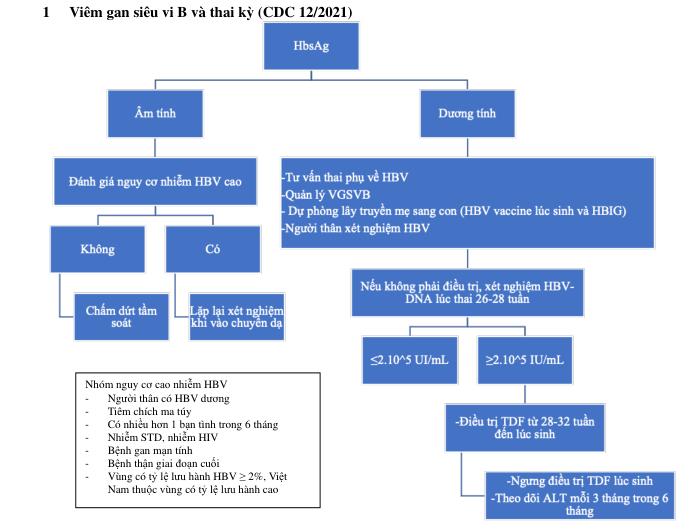 1 Viêm gan siêu vi B và thai kỳ (CDC 12/2021)
HbsAg
Âm tính
Dương tính
Đánh giá nguy cơ nhiễm HBV cao
-Tư vấn thai phụ về HBV
-Quản lý VGSVB
- Dự phòng lây truyền mẹ sang con (HBV vaccine lúc sinh và HBIG)
-Người thân xét nghiệm HBV
Không
Có
Chấm dứt tầm
soát
Lặp lại xét nghiệm
khi vào chuyển dạ
Nếu không phải điều trị, xét nghiệm HBV-
DNA lúc thai 26-28 tuần
≤2.10^5 UI/mL
≥2.10^5 IU/mL
-Điều trị TDF từ 28-32 tuần
đến lúc sinh
-Ngưng điều trị TDF lúc sinh
-Theo dõi ALT mỗi 3 tháng trong 6
tháng
Nhóm nguy cơ cao nhiễm HBV
- Người thân có HBV dương
- Tiêm chích ma túy
- Có nhiều hơn 1 bạn tình trong 6 tháng
- Nhiễm STD, nhiễm HIV
- Bệnh gan mạn tính
- Bệnh thận giai đoạn cuối
- Vùng có tỷ lệ lưu hành HBV ≥ 2%, Việt
Nam thuộc vùng có tỷ lệ lưu hành cao